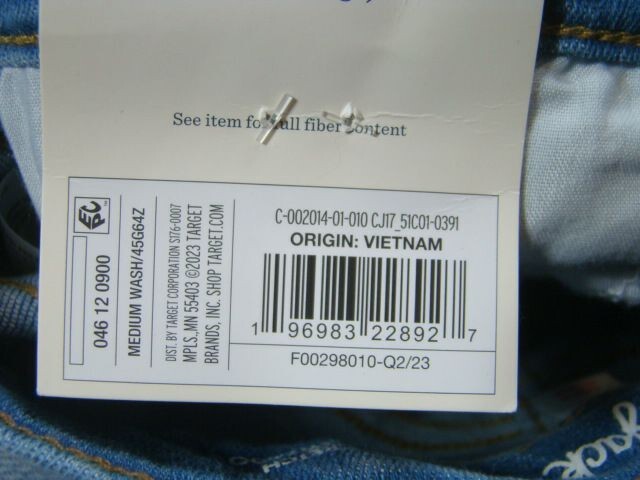 See item for full fiber content
C-002014-01-010 CJ17_51C01-0391
ORIGIN: VIETNAM
1 96983 22892 7
F00298010-Q2/23
EPC
046 12 0900
MEDIUM WASH/45G64Z
DIST. BY TARGET CORPORATION S176-0007
MPLS.,MN 55403 ©2023 TARGET
BRANDS, INC. SHOP TARGET.COM
jack